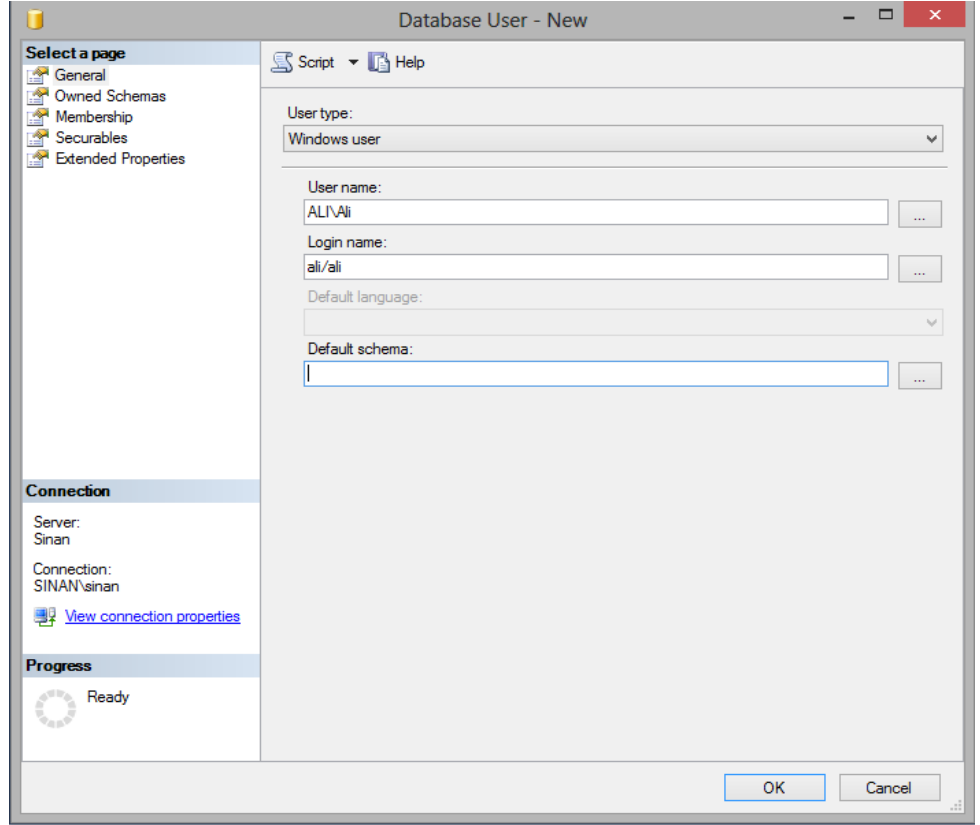 Database User - New
Select a page
General
Owned Schemas
Membership
Securables
Extended Properties
Script
Help
User type:
Windows user
User name:
ALI\Ali
...
Login name:
ali/ali
...
Default language:
Default schema:
...
Connection
Server:
Sinan
Connection:
SINAN\sinan
View connection properties
Progress
Ready
OK
Cancel